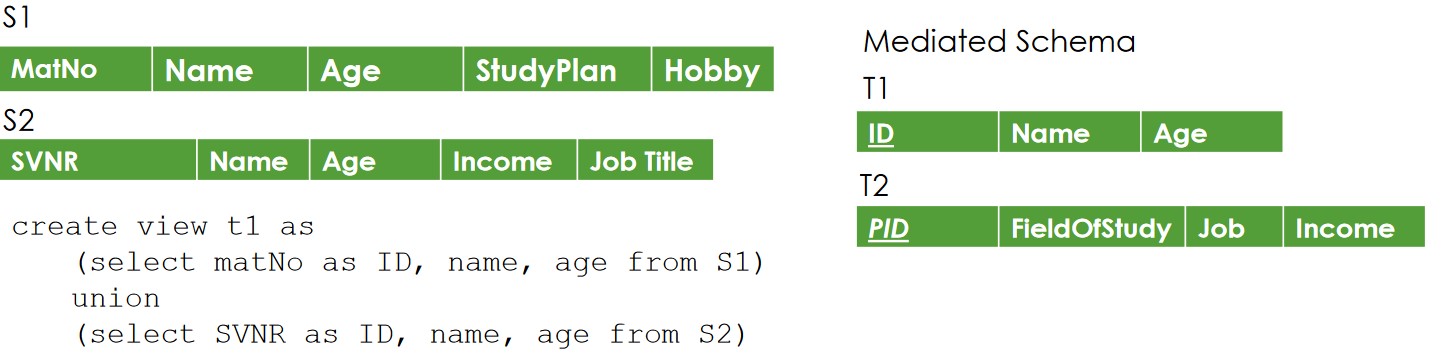 S1
MatNo Name Age StudyPlan Hobby
S2
SVNR Name Age Income Job Title
create view t1 as
(select matNo as ID, name, age from S1)
union
(select SVNR as ID, name, age from S2)
Mediated Schema
T1
ID Name Age
T2
PID FieldOfStudy Job Income